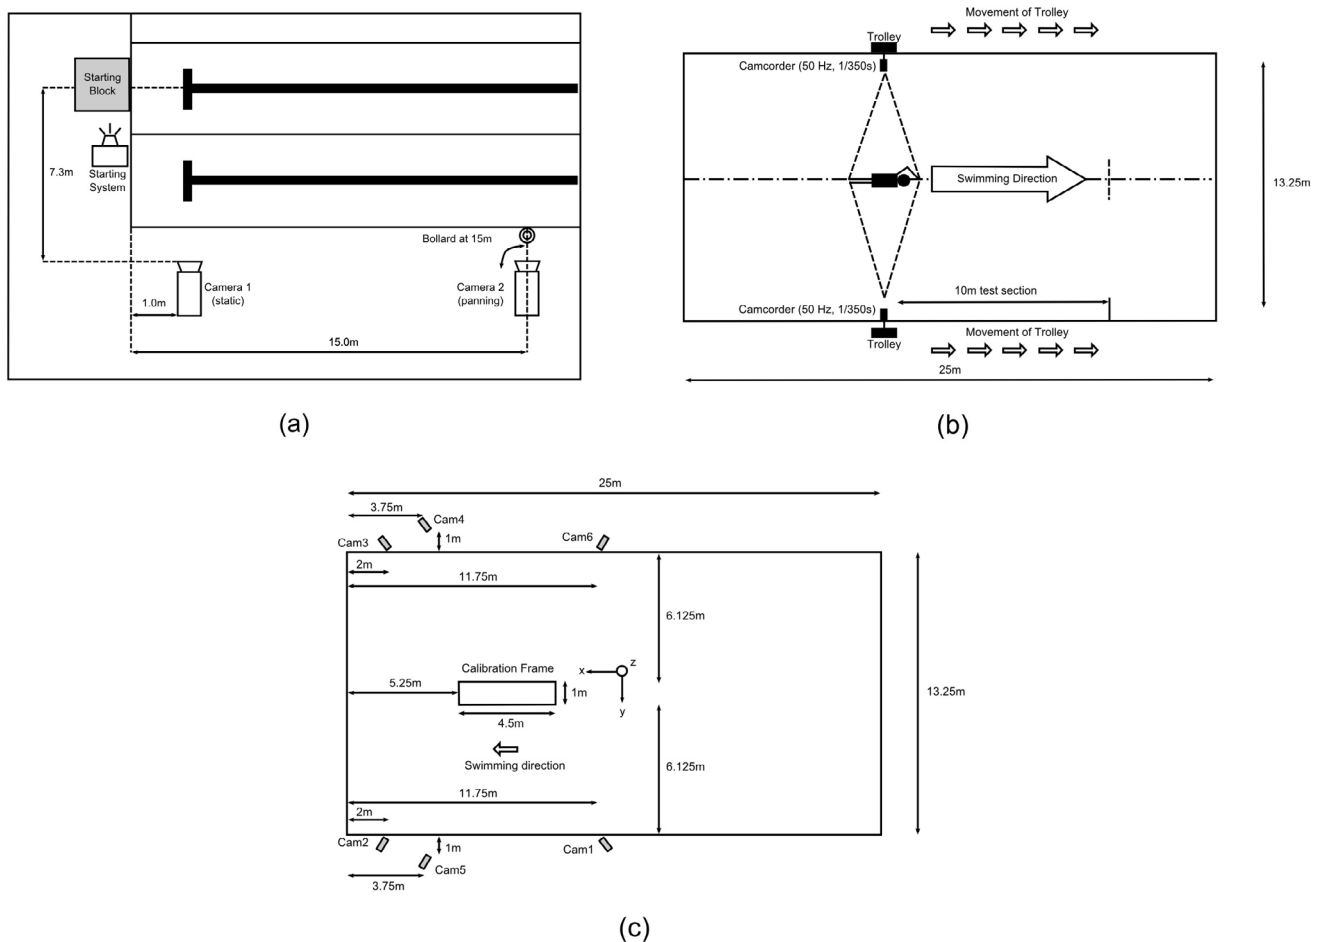 Starting
Block
7.3m
Starting
System
Bollard at 15m
Camera 1
(static)
Camera 2
(panning)
1.0m
15.0m
(a)
Movement of Trolley
Trolley
Camcorder (50 Hz, 1/350s)
Swimming Direction
13.25m
10m test section
Camcorder (50 Hz, 1/350s)
Trolley
Movement of Trolley
25m
(b)
25m
3.75m
Cam4
Cam3
1m
Cam6
2m
11.75m
6.125m
Calibration Frame
x
z
y
5.25m
1m
4.5m
13.25m
Swimming direction
6.125m
11.75m
2m
Cam2
1m
Cam1
Cam5
3.75m
(c)